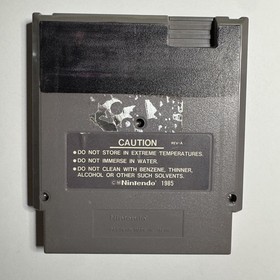 CAUTION REV-A
• DO NOT STORE IN EXTREME TEMPERATURES.
• DO NOT IMMERSE IN WATER.
• DO NOT CLEAN WITH BENZENE, THINNER,
ALCOHOL OR OTHER SUCH SOLVENTS.
©™Nintendo 1985
Nintendo